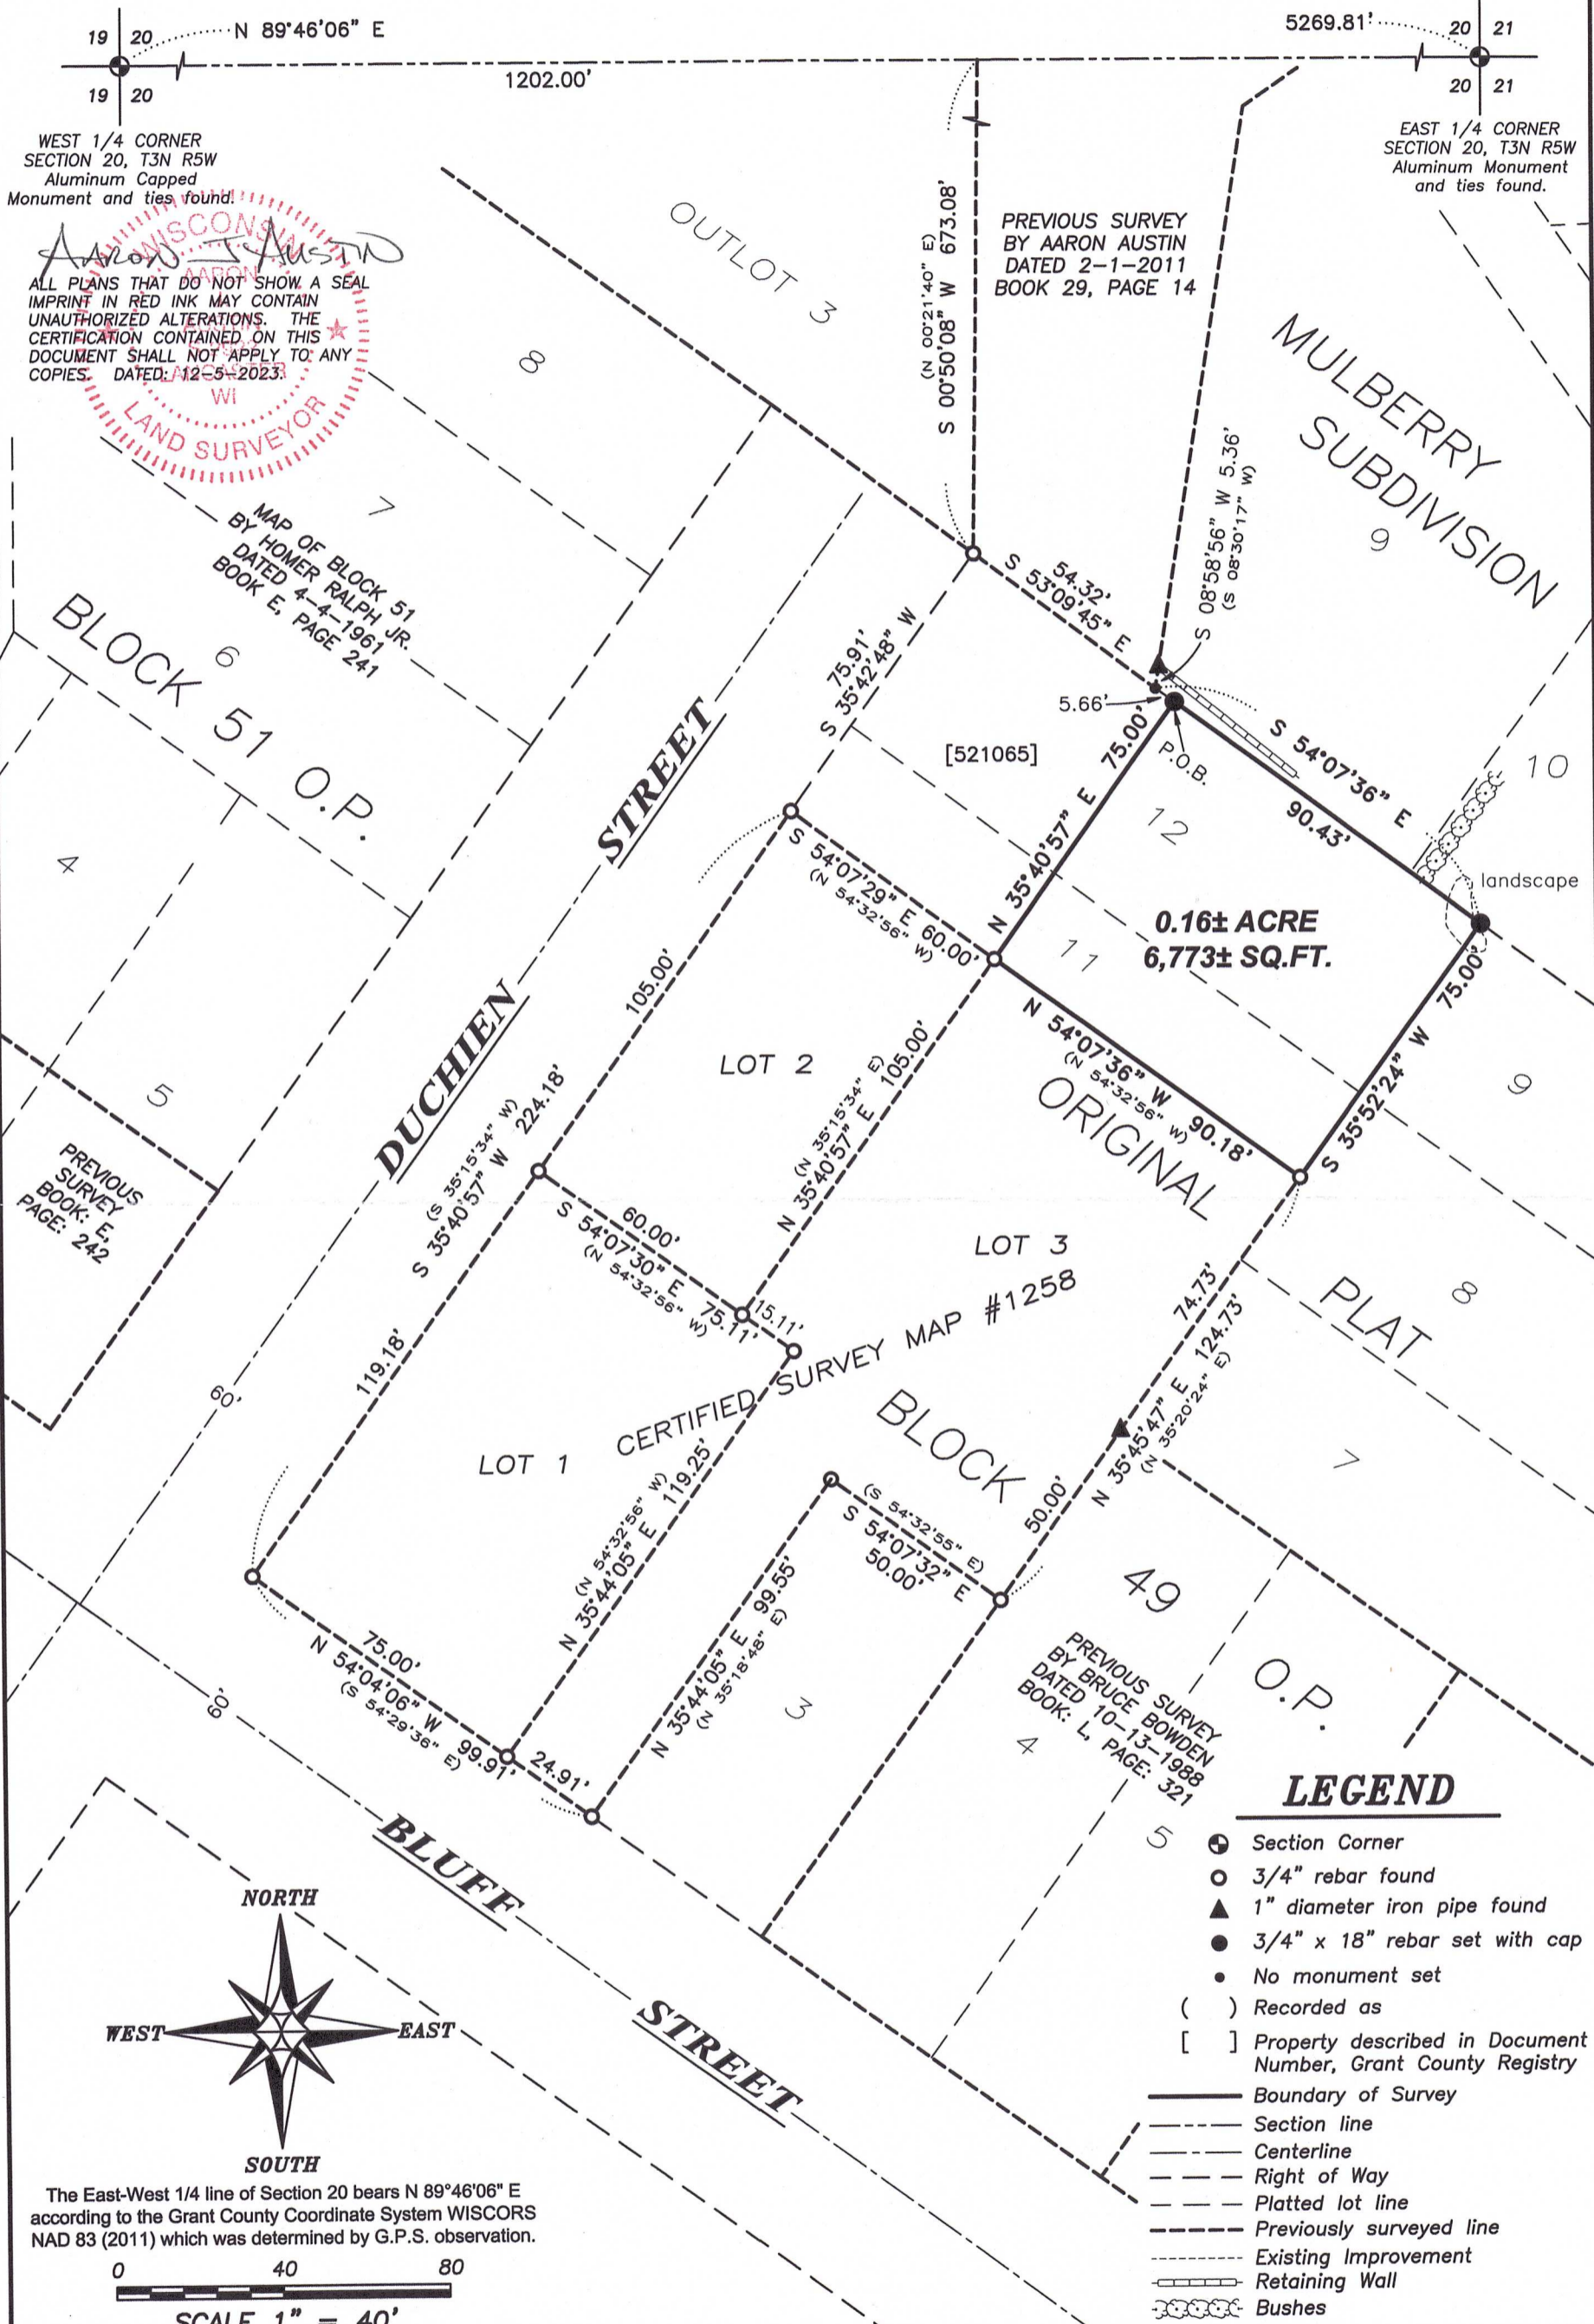 19 20
N 89°46'06" E
5269.81'
20 21
1202.00'
19 20
20 21
WEST 1/4 CORNER
SECTION 20, T3N R5W
Aluminum Capped
Monument and ties found.
EAST 1/4 CORNER
SECTION 20, T3N R5W
Aluminum Monument
and ties found.
AARON J AUSTIN
WISCONSIN
AARON
LANCASTER
WI
LAND SURVEYOR
ALL PLANS THAT DO NOT SHOW A SEAL
IMPRINT IN RED INK MAY CONTAIN
UNAUTHORIZED ALTERATIONS. THE
CERTIFICATION CONTAINED ON THIS
DOCUMENT SHALL NOT APPLY TO ANY
COPIES. DATED: 12-5-2023.
OUTLOT 3
(N 00°21'40" E)
S 00°50'08" W 673.08'
PREVIOUS SURVEY
BY AARON AUSTIN
DATED 2-1-2011
BOOK 29, PAGE 14
MULBERRY
SUBDIVISION
9
8
7
MAP OF BLOCK 51
BY HOMER RALPH JR.
DATED 4-4-1961
BOOK E, PAGE 241
S 08°58'56" W 5.36'
(S 08°30'17" W)
54.32'
S 53°09'45" E
BLOCK 51 O.P.
6
75.91'
S 35°42'48" W
5.66'
P.O.B.
[521065]
S 54°07'36" E
90.43'
10
landscape
4
DUCHIEN STREET
N 35°40'57" E 75.00'
12
11
0.16± ACRE
6,773± SQ.FT.
S 54°07'29" E 60.00'
(N 54°32'56" W)
105.00'
LOT 2
N 54°07'36" W 90.18'
(N 54°32'56" W)
S 35°52'24" W 75.00'
9
5
PREVIOUS
SURVEY
BOOK: E,
PAGE: 242
(S 35°15'34" W)
S 35°40'57" W 224.18'
(N 35°15'34" E)
N 35°40'57" E 105.00'
ORIGINAL
60.00'
S 54°07'30" E 75.11'
(N 54°32'56" W)
15.11'
LOT 3
8
PLAT
74.73'
N 35°45'47" E 124.73'
(N 35°20'24" E)
119.18'
60'
CERTIFIED SURVEY MAP #1258
BLOCK
7
LOT 1
(N 54°32'56" W)
N 35°44'05" E 119.25'
(S 54°32'55" E)
S 54°07'32" E
50.00'
50.00'
49
O.P.
N 35°44'05" E 99.55'
(N 35°18'48" E)
75.00'
N 54°04'06" W 99.91'
(S 54°29'36" E)
24.91'
60'
3
4
5
PREVIOUS SURVEY
BY BRUCE BOWDEN
DATED 10-13-1988
BOOK: L, PAGE: 321
BLUFF STREET
NORTH
WEST
EAST
SOUTH
The East-West 1/4 line of Section 20 bears N 89°46'06" E
according to the Grant County Coordinate System WISCORS
NAD 83 (2011) which was determined by G.P.S. observation.
0 40 80
SCALE 1" = 40'
LEGEND
Section Corner
3/4" rebar found
1" diameter iron pipe found
3/4" x 18" rebar set with cap
No monument set
( ) Recorded as
[ ] Property described in Document
Number, Grant County Registry
Boundary of Survey
Section line
Centerline
Right of Way
Platted lot line
Previously surveyed line
Existing Improvement
Retaining Wall
Bushes